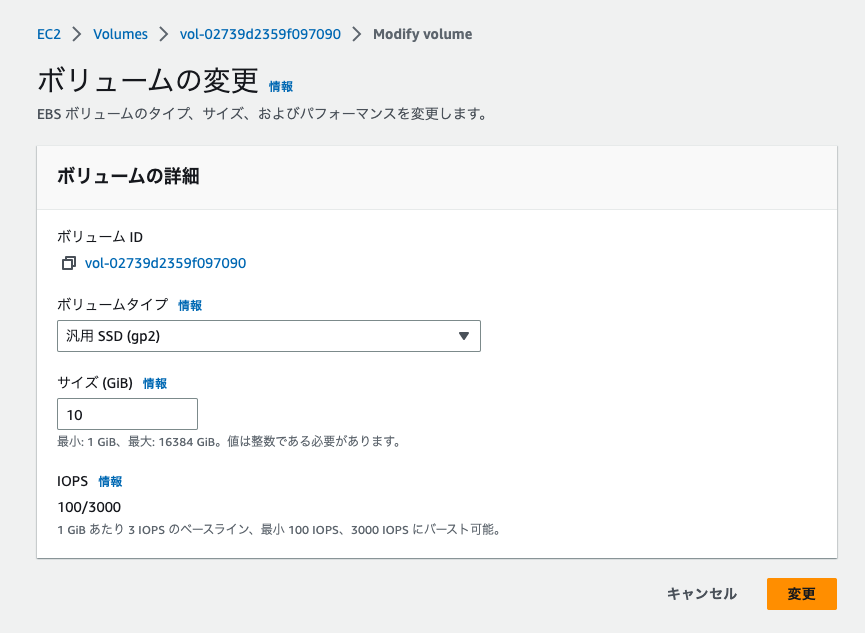 EC2 > Volumes > vol-02739d2359f097090 > Modify volume
ボリュームの変更 情報
EBS ボリュームのタイプ、サイズ、およびパフォーマンスを変更します。
ボリュームの詳細
ボリューム ID
vol-02739d2359f097090
ボリュームタイプ 情報
汎用 SSD (gp2)
サイズ (GiB) 情報
10
最小: 1 GiB、最大: 16384 GiB。値は整数である必要があります。
IOPS 情報
100/3000
1 GiB あたり 3 IOPS のベースライン、最小 100 IOPS、3000 IOPS にバースト可能。
キャンセル 変更